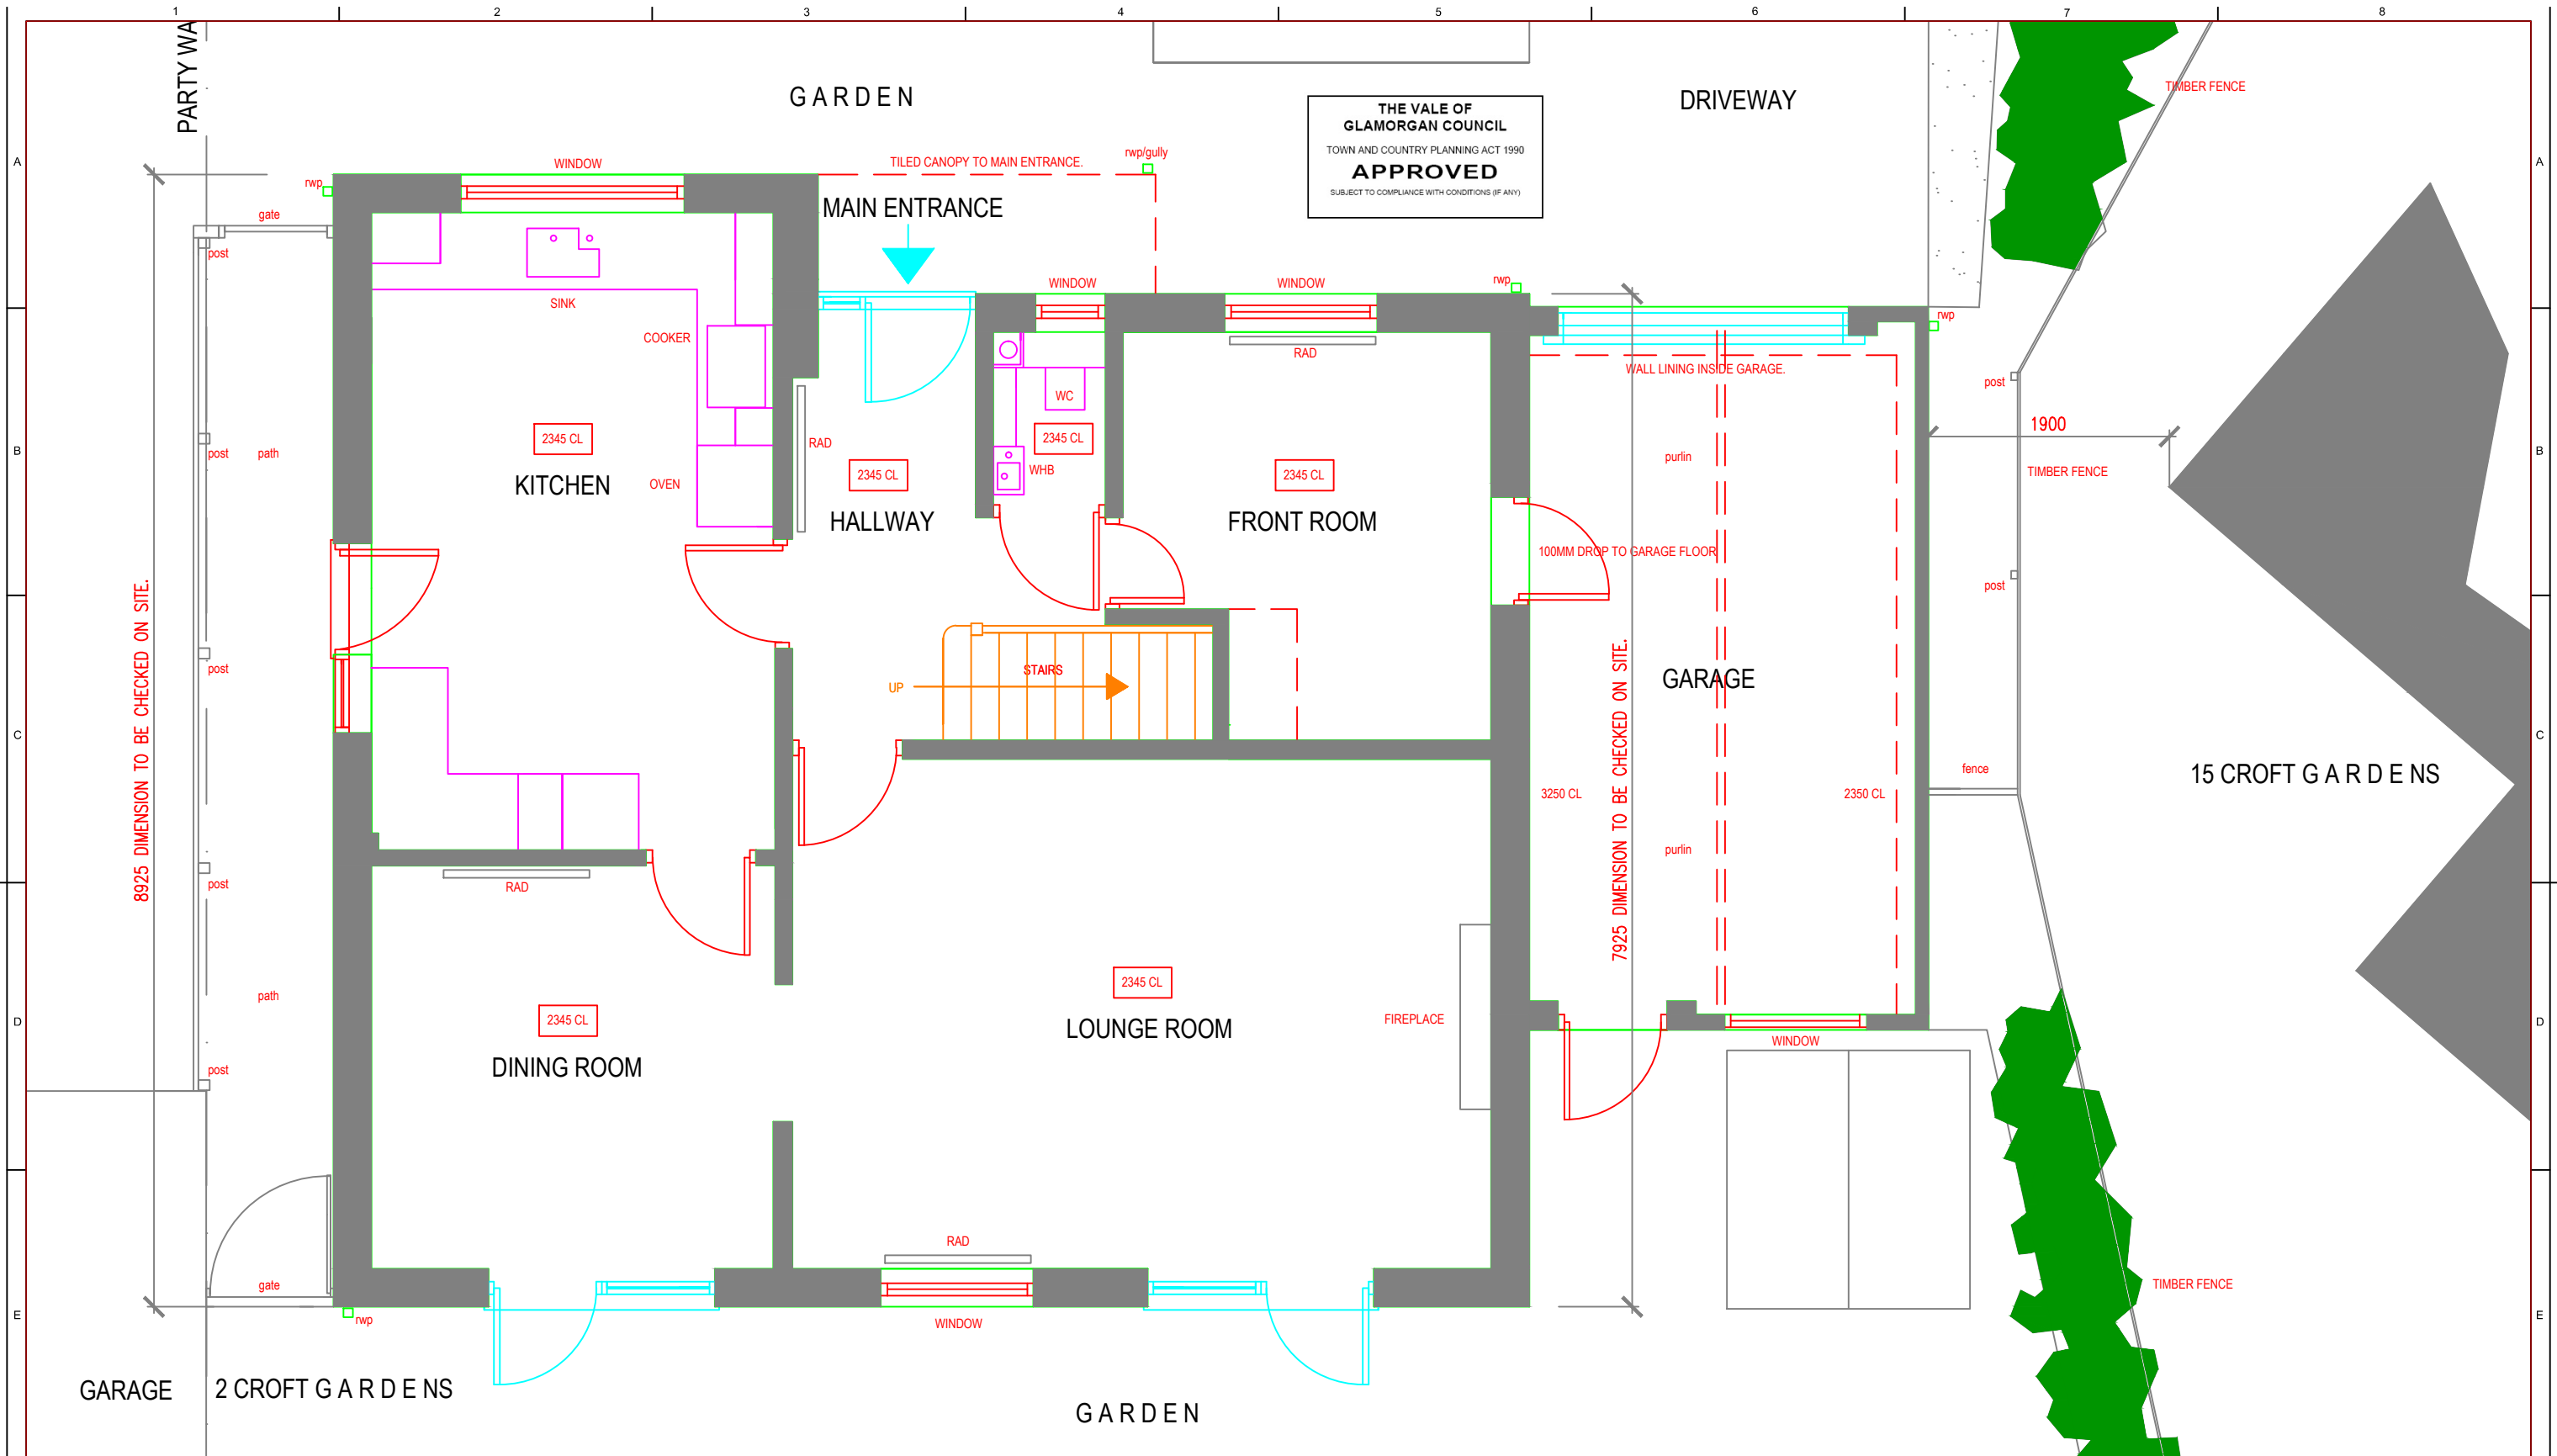 1 2 3 4 5 6 7 8
PARTY WA
GARDEN
THE VALE OF
GLAMORGAN COUNCIL
TOWN AND COUNTRY PLANNING ACT 1990
APPROVED
SUBJECT TO COMPLIANCE WITH CONDITIONS (IF ANY)
DRIVEWAY
TIMBER FENCE
A
A
rwp
WINDOW
TILED CANOPY TO MAIN ENTRANCE.
rwp/gully
MAIN ENTRANCE
gate
post
SINK
COOKER
WINDOW
WINDOW
rwp
rwp
RAD
WALL LINING INSIDE GARAGE.
WC
post
1900
B
B
post
path
2345 CL
KITCHEN
OVEN
RAD
2345 CL
HALLWAY
2345 CL
WHB
2345 CL
FRONT ROOM
purlin
TIMBER FENCE
100MM DROP TO GARAGE FLOOR
post
8925 DIMENSION TO BE CHECKED ON SITE.
post
UP
STAIRS
GARAGE
7925 DIMENSION TO BE CHECKED ON SITE.
C
C
fence
15 CROFT GARDENS
3250 CL
2350 CL
purlin
post
RAD
path
2345 CL
DINING ROOM
2345 CL
LOUNGE ROOM
FIREPLACE
D
D
WINDOW
post
RAD
gate
rwp
WINDOW
TIMBER FENCE
E
E
GARAGE
2 CROFT GARDENS
GARDEN